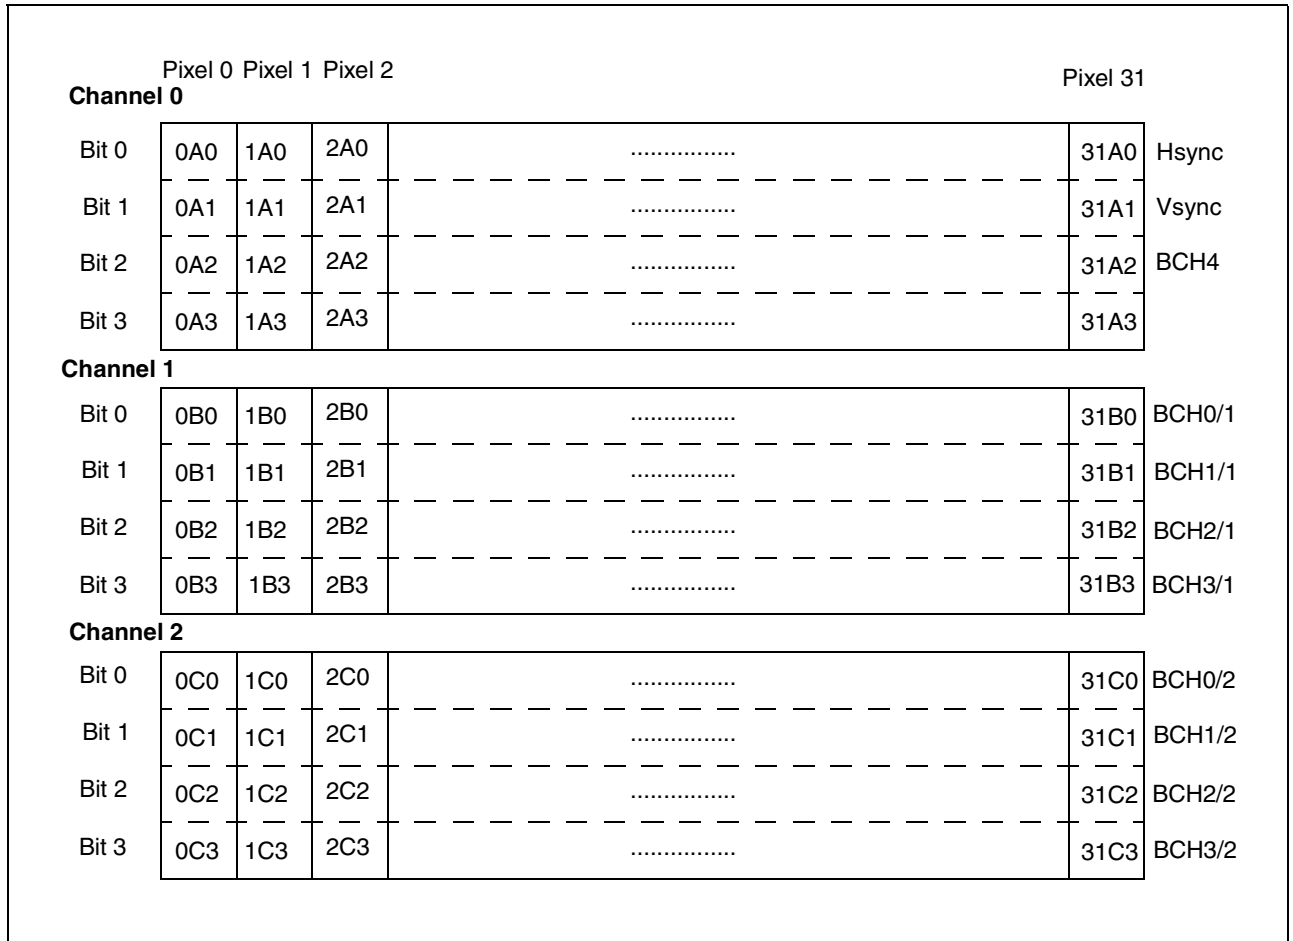 Pixel 0 Pixel 1 Pixel 2 Pixel 31
Channel 0
Bit 0 0A0 1A0 2A0 ................ 31A0 Hsync
Bit 1 0A1 1A1 2A1 ................ 31A1 Vsync
Bit 2 0A2 1A2 2A2 ................ 31A2 BCH4
Bit 3 0A3 1A3 2A3 ................ 31A3
Channel 1
Bit 0 0B0 1B0 2B0 ................ 31B0 BCH0/1
Bit 1 0B1 1B1 2B1 ................ 31B1 BCH1/1
Bit 2 0B2 1B2 2B2 ................ 31B2 BCH2/1
Bit 3 0B3 1B3 2B3 ................ 31B3 BCH3/1
Channel 2
Bit 0 0C0 1C0 2C0 ................ 31C0 BCH0/2
Bit 1 0C1 1C1 2C1 ................ 31C1 BCH1/2
Bit 2 0C2 1C2 2C2 ................ 31C2 BCH2/2
Bit 3 0C3 1C3 2C3 ................ 31C3 BCH3/2